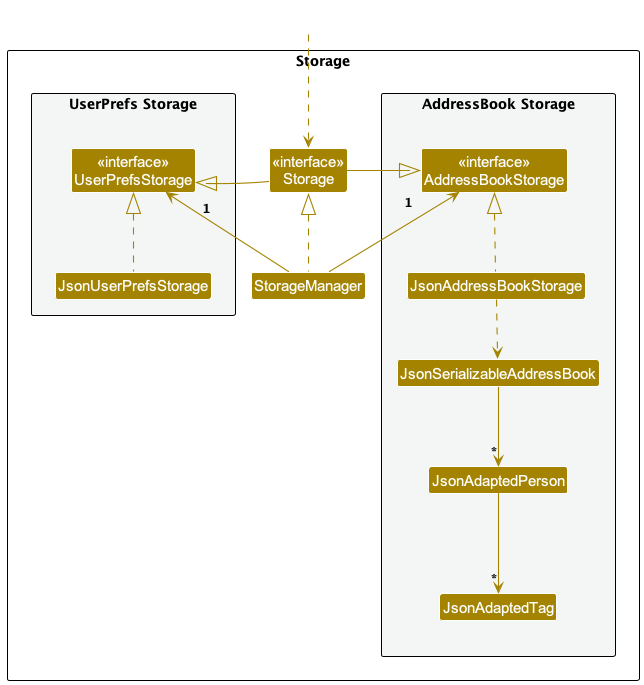 Storage
UserPrefs Storage
AddressBook Storage
«interface»
UserPrefsStorage
«interface»
Storage
«interface»
AddressBookStorage
1
1
JsonUserPrefsStorage
StorageManager
JsonAddressBookStorage
JsonSerializableAddressBook
*
JsonAdaptedPerson
*
JsonAdaptedTag